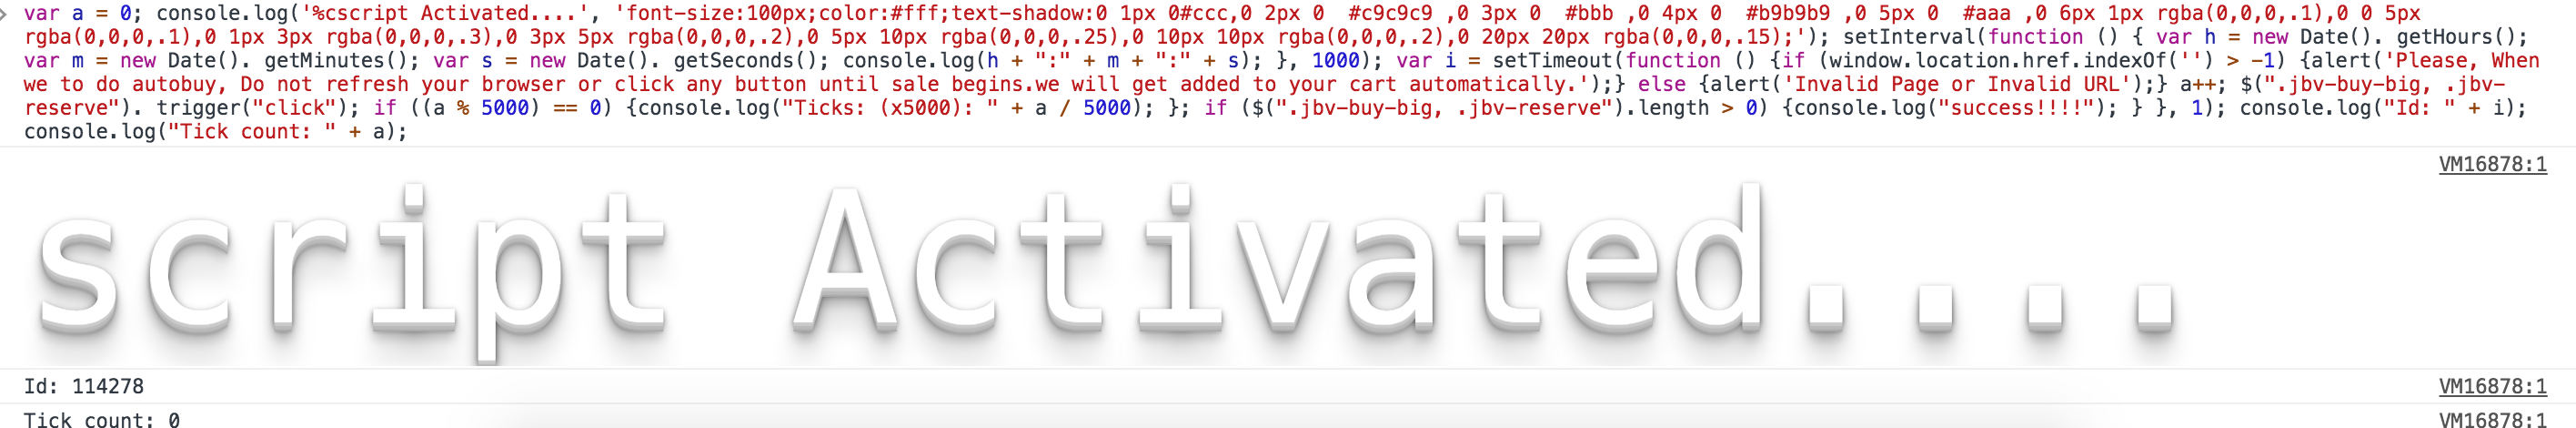 var a = 0; console.log('%cscript Activated....', 'font-size:100px;color:#fff;text-shadow:0 1px 0#ccc,0 2px 0  #c9c9c9 ,0 3px 0  #bbb ,0 4px 0  #b9b9b9 ,0 5px 0  #aaa ,0 6px 1px rgba(0,0,0,.1),0 0 5px
rgba(0,0,0,.1),0 1px 3px rgba(0,0,0,.3),0 3px 5px rgba(0,0,0,.2),0 5px 10px rgba(0,0,0,.25),0 10px 10px rgba(0,0,0,.2),0 20px 20px rgba(0,0,0,.15);'); setInterval(function () { var h = new Date(). getHours();
var m = new Date(). getMinutes(); var s = new Date(). getSeconds(); console.log(h + ":" + m + ":" + s); }, 1000); var i = setTimeout(function () {if (window.location.href.indexOf('') > -1) {alert('Please, When
we to do autobuy, Do not refresh your browser or click any button until sale begins.we will get added to your cart automatically.');} else {alert('Invalid Page or Invalid URL');} a++; $(".jbv-buy-big, .jbv-
reserve"). trigger("click"); if ((a % 5000) == 0) {console.log("Ticks: (x5000): " + a / 5000); }; if ($(".jbv-buy-big, .jbv-reserve").length > 0) {console.log("success!!!!"); } }, 1); console.log("Id: " + i);
console.log("Tick count: " + a);
VM16878:1
script Activated....
Id: 114278 VM16878:1
Tick count: 0 VM16878:1